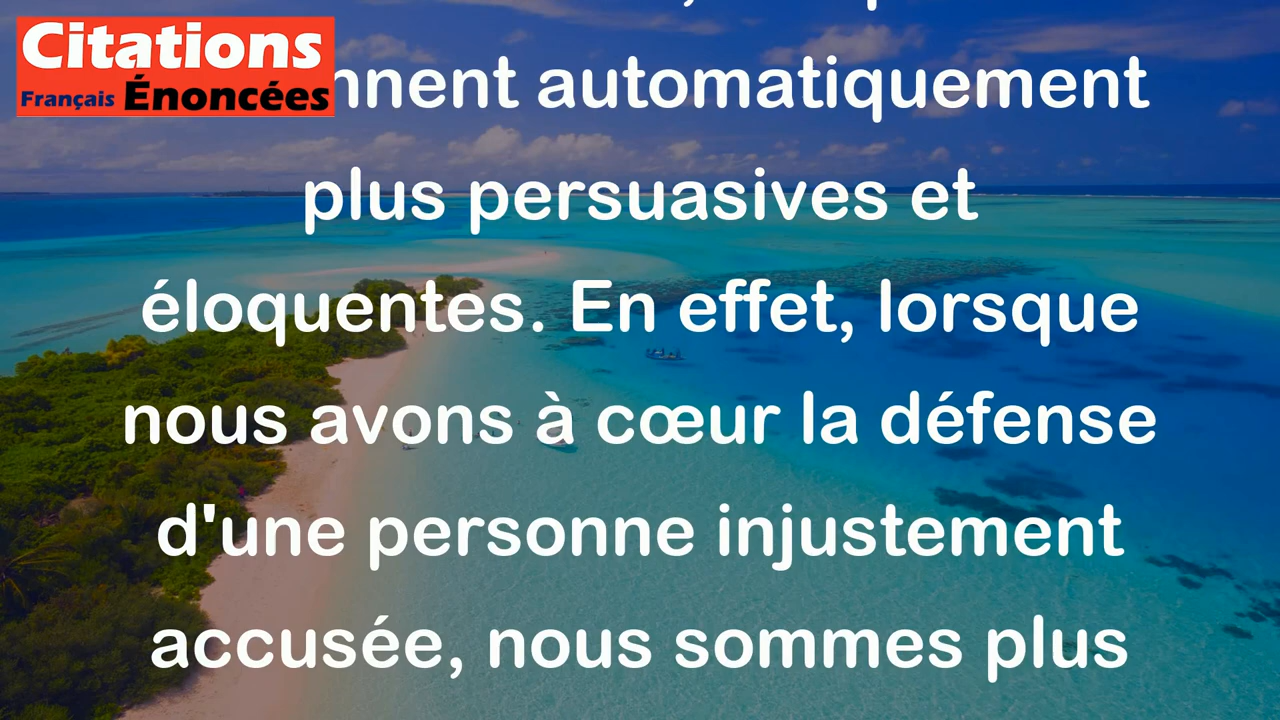 Citations
Français Énoncées
nnent automatiquement
plus persuasives et
éloquentes. En effet, lorsque
nous avons à cœur la défense
d'une personne injustement
accusée, nous sommes plus